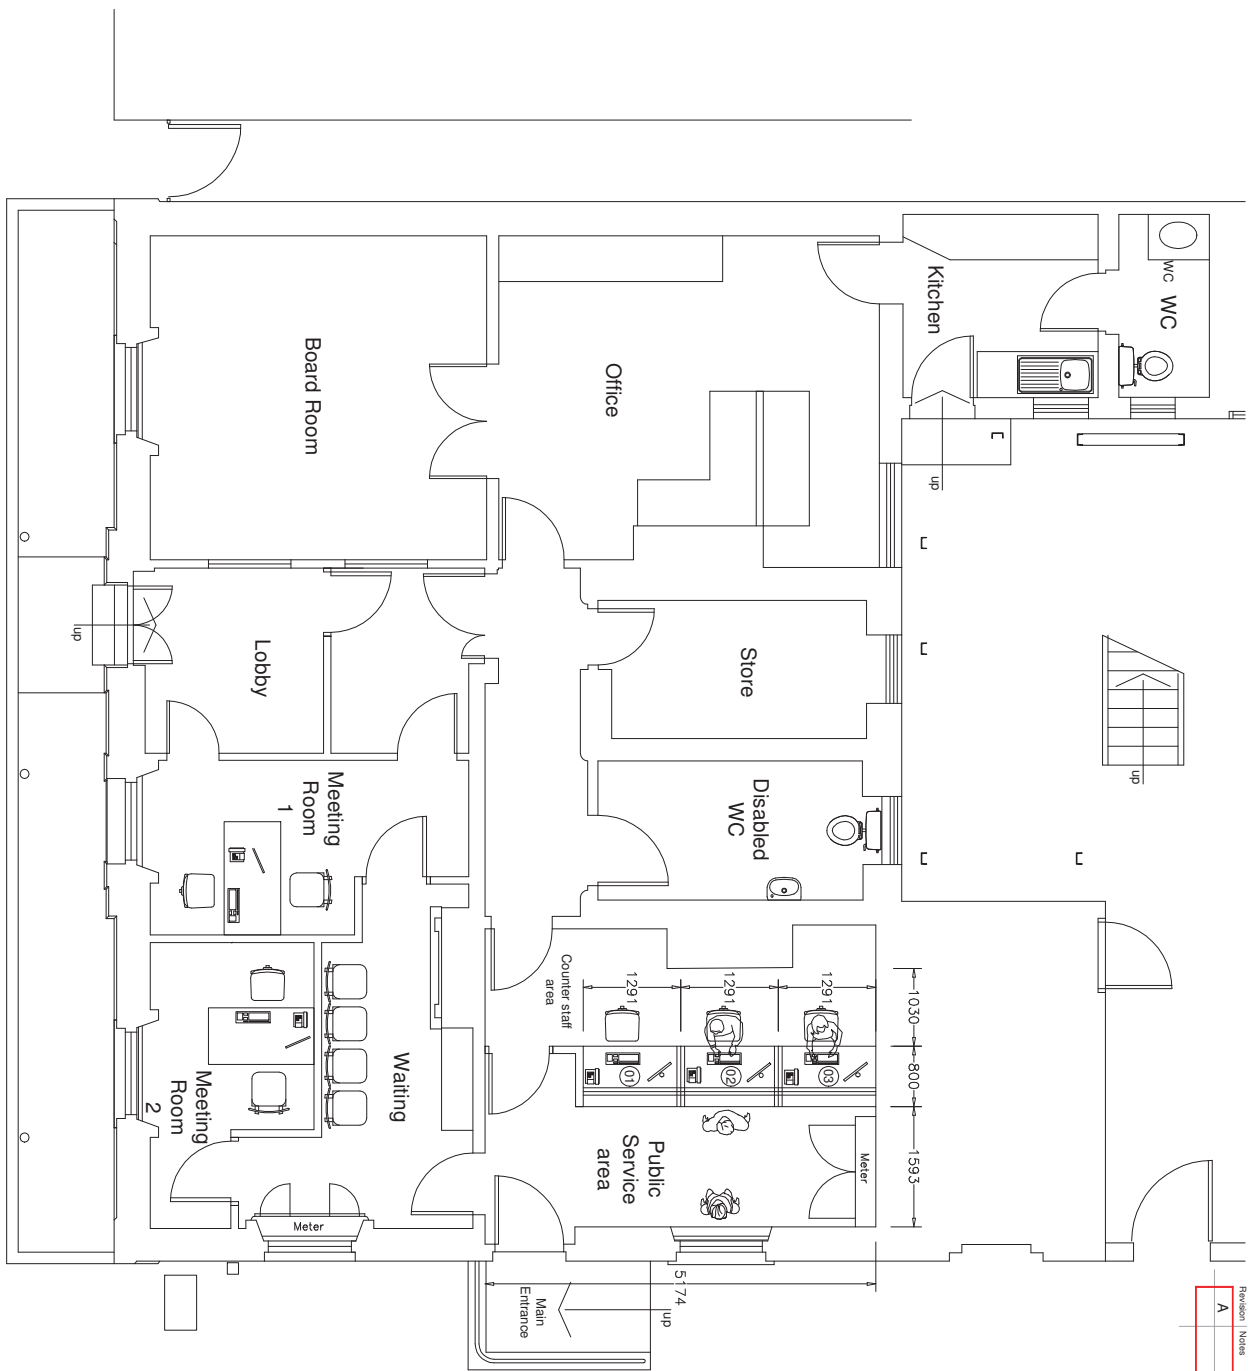 WC
WC
Kitchen
up
Office
Board Room
up
Store
up
Lobby
Disabled
WC
Meeting
Room
1
Counter staff
area
1291
1291
1291
1030
800
1593
01
02
03
Waiting
Meeting
Room
2
Public
Service
area
Meter
Meter
5174
up
Main
Entrance
Revision
Notes
A